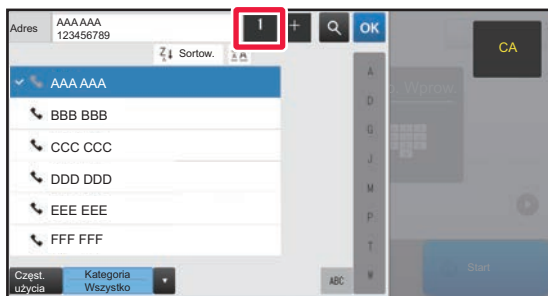 Adres AAA AAA 1 + OK
123456789
CA
Z↓ Sortow.
AAA AAA
BBB BBB
CCC CCC
DDD DDD
EEE EEE
FFF FFF
A
D
G
J
M
P
T
W
Wprow.
Częst. użycia
Kategoria
Wszystko
ABC
Start